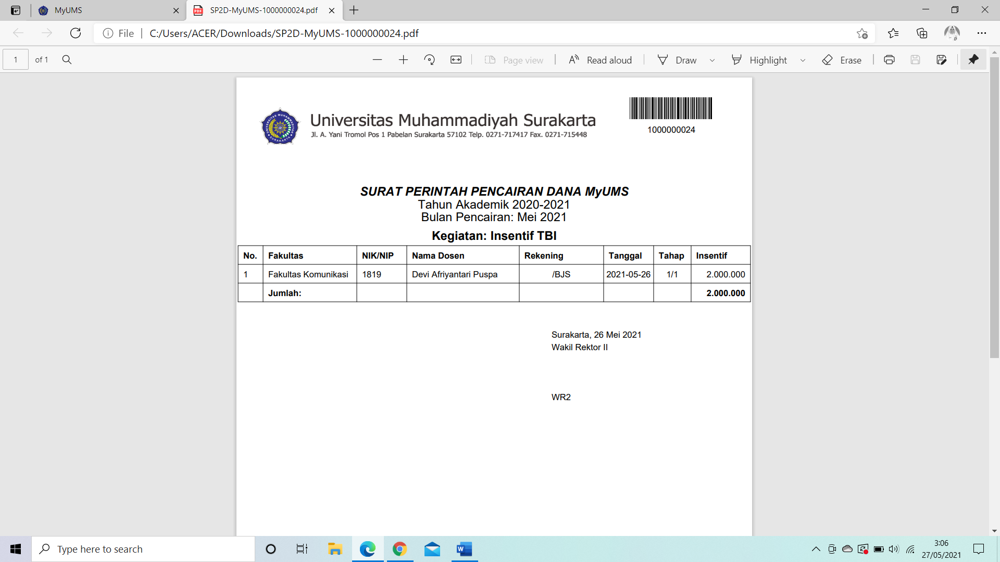 MyUMS
SP2D-MyUMS-1000000024.pdf
File
C:/Users/ACER/Downloads/SP2D-MyUMS-1000000024.pdf
1 of 1
Page view
Read aloud
Draw
Highlight
Erase
UNIVERSITAS MUHAMMADIYAH
SURAKARTA
Universitas Muhammadiyah Surakarta
Jl. A. Yani Tromol Pos 1 Pabelan Surakarta 57102 Telp. 0271-717417 Fax. 0271-715448
1000000024
SURAT PERINTAH PENCAIRAN DANA MyUMS
Tahun Akademik 2020-2021
Bulan Pencairan: Mei 2021
Kegiatan: Insentif TBI
No. Fakultas NIK/NIP Nama Dosen Rekening Tanggal Tahap Insentif
1 Fakultas Komunikasi 1819 Devi Afriyantari Puspa /BJS 2021-05-26 1/1 2.000.000
Jumlah: 2.000.000
Surakarta, 26 Mei 2021
Wakil Rektor II
WR2
Type here to search
3:06
27/05/2021